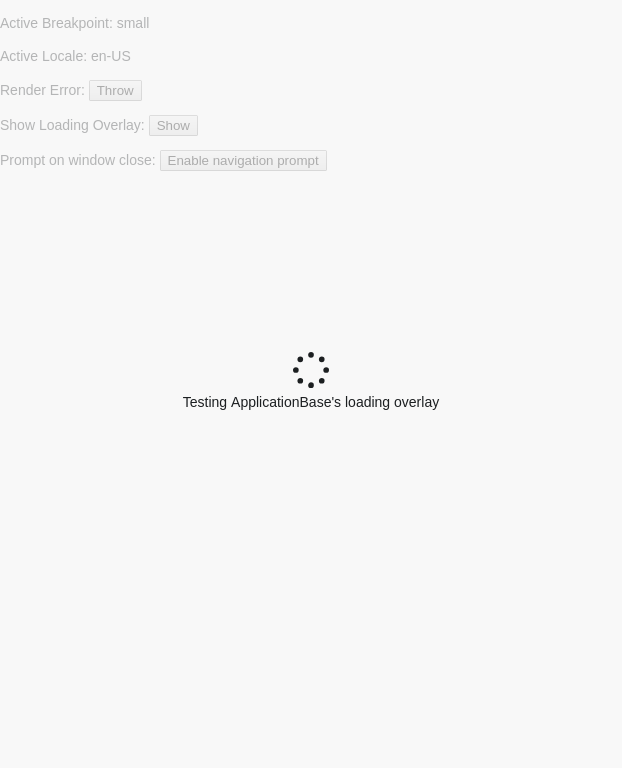 Active Breakpoint: small
Active Locale: en-US
Render Error: Throw
Show Loading Overlay: Show
Prompt on window close: Enable navigation prompt
Testing ApplicationBase's loading overlay